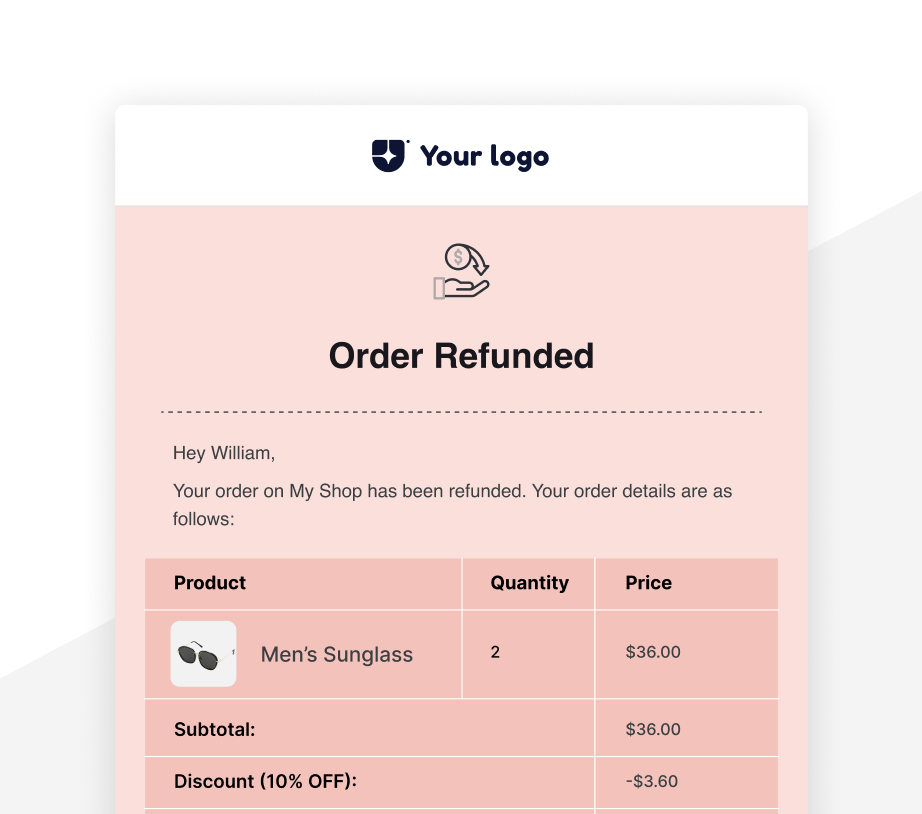 Your logo
$
Order Refunded
Hey William,
Your order on My Shop has been refunded. Your order details are as
follows:
Product Quantity Price
Men’s Sunglass 2 $36.00
Subtotal: $36.00
Discount (10% OFF): -$3.60